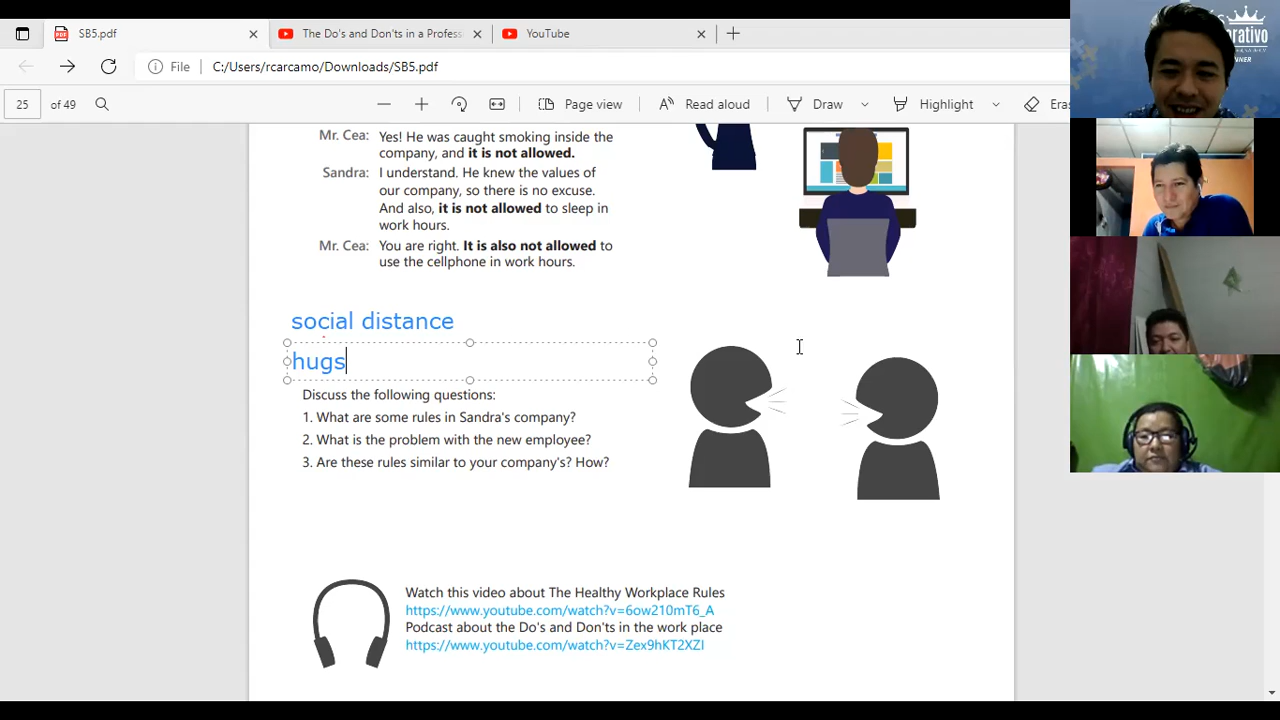 SB5.pdf
The Do's and Don'ts in a Profess
YouTube
File
C:/Users/rcarcamo/Downloads/SB5.pdf
25 of 49
Page view
Read aloud
Draw
Highlight
Mr. Cea: Yes! He was caught smoking inside the
company, and it is not allowed.
Sandra: I understand. He knew the values of
our company, so there is no excuse.
And also, it is not allowed to sleep in
work hours.
Mr. Cea: You are right. It is also not allowed to
use the cellphone in work hours.
social distance
hugs
Discuss the following questions:
1. What are some rules in Sandra's company?
2. What is the problem with the new employee?
3. Are these rules similar to your company's? How?
Watch this video about The Healthy Workplace Rules
https://www.youtube.com/watch?v=6ow210mT6_A
Podcast about the Do's and Don'ts in the work place
https://www.youtube.com/watch?v=Zex9hKT2XZI